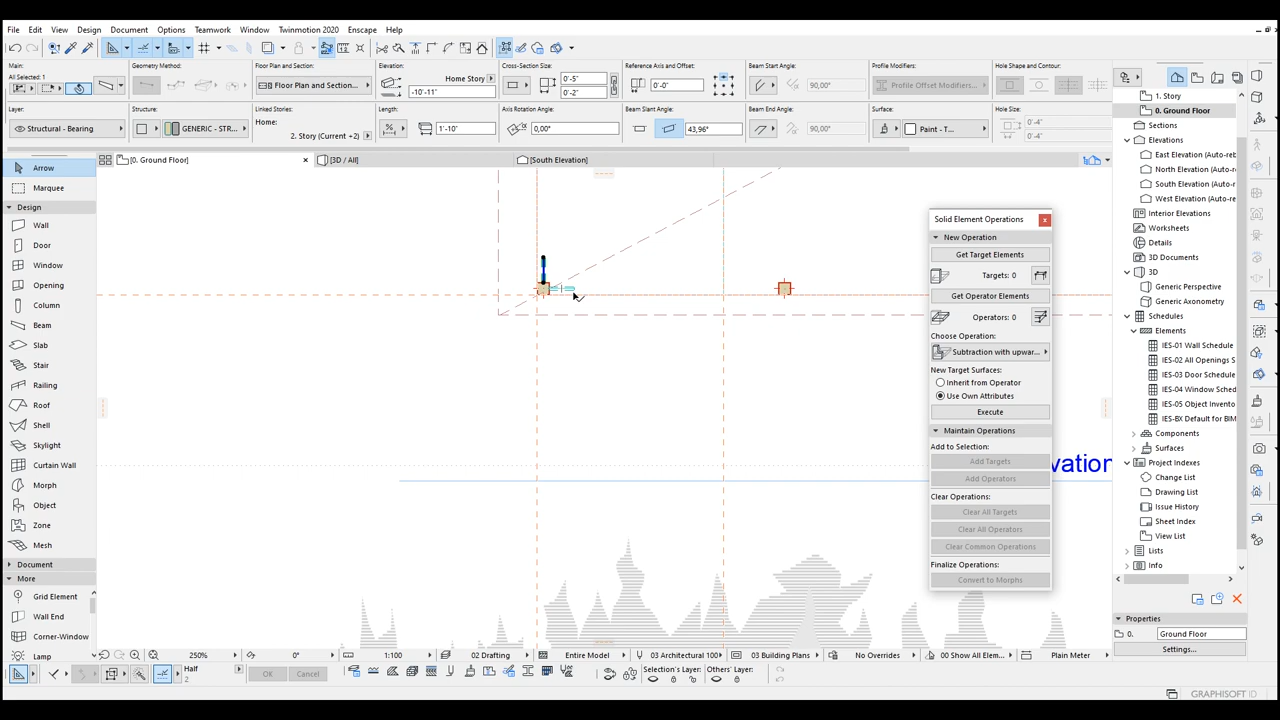 File Edit View Design Document Options Teamwork Window Twinmotion 2020 Enscape Help
Main: Geometry Method: Floor Plan and Section: Elevation: Section: Reference Axis and Offset: Beam Start Angle: Profile Modifiers: Hole Shape and Contour:
All Selected: 1
Floor Plan and Section...
Home Story
-10'-11"
0'-5"
0'-2"
0'-0"
90,00°
Profile Offset Modifiers...
Layer: Structure: Linked Stories: Length: Axis Rotation Angle: Beam Slant Angle: Beam End Angle: Surface: Hole Size:
Structural - Bearing
GENERIC - STR...
Home:
2. Story (Current +2)
1'-10"
0,00°
43,96°
90,00°
Paint - T...
0'-4"
0'-4"
[0. Ground Floor] x [3D / All] [South Elevation]
Arrow
Marquee
Design
Wall
Door
Window
Opening
Column
Beam
Slab
Stair
Railing
Roof
Shell
Skylight
Curtain Wall
Morph
Object
Zone
Mesh
Document
More
Grid Element
Wall End
Corner-Window
Lamp
vation
Solid Element Operations x
New Operation
Get Target Elements
Targets: 0
Get Operator Elements
Operators: 0
Choose Operation:
Subtraction with upwar...
New Target Surfaces:
Inherit from Operator
Use Own Attributes
Execute
Maintain Operations
Add to Selection:
Add Targets
Add Operators
Clear Operations:
Clear All Targets
Clear All Operators
Clear Common Operations
Finalize Operations:
Convert to Morphs
1. Story
0. Ground Floor
Sections
Elevations
East Elevation (Auto-reb
North Elevation (Auto-re
South Elevation (Auto-re
West Elevation (Auto-reb
Interior Elevations
Worksheets
Details
3D Documents
3D
Generic Perspective
Generic Axonometry
Schedules
Elements
IES-01 Wall Schedule
IES-02 All Openings S
IES-03 Door Schedule
IES-04 Window Sched
IES-05 Object Invento
IES-BX Default for BIM
Components
Surfaces
Project Indexes
Change List
Drawing List
Issue History
Sheet Index
View List
Lists
Info
Properties
0. Ground Floor
Settings...
250% 0° 1:100 02 Drafting Entire Model 03 Architectural 100 03 Building Plans No Overrides 00 Show All Elem... Plain Meter
Half
2
OK Cancel
Selection's Layer: Others' Layer:
GRAPHISOFT ID